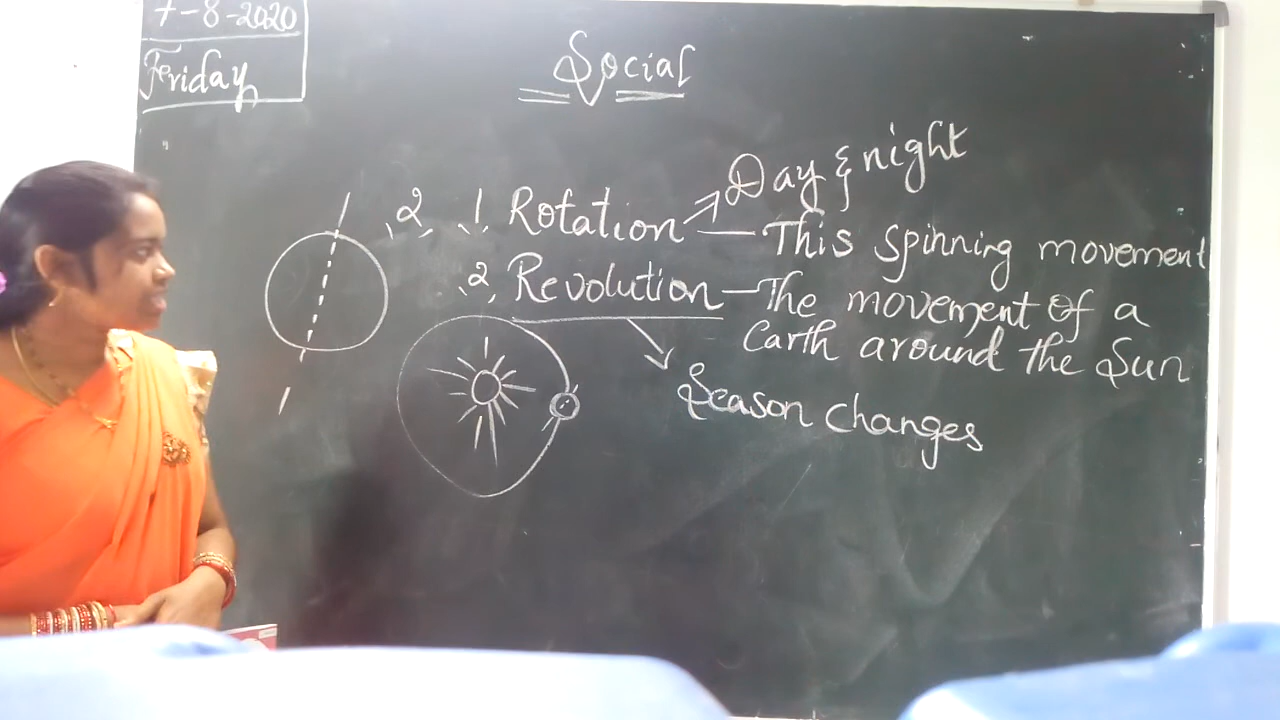 7-8-2020
Feriday
Social
Day & night
2 1 Rotation — This spinning movement
2, Revolution — The movement of a
Earth around the Sun
Season changes